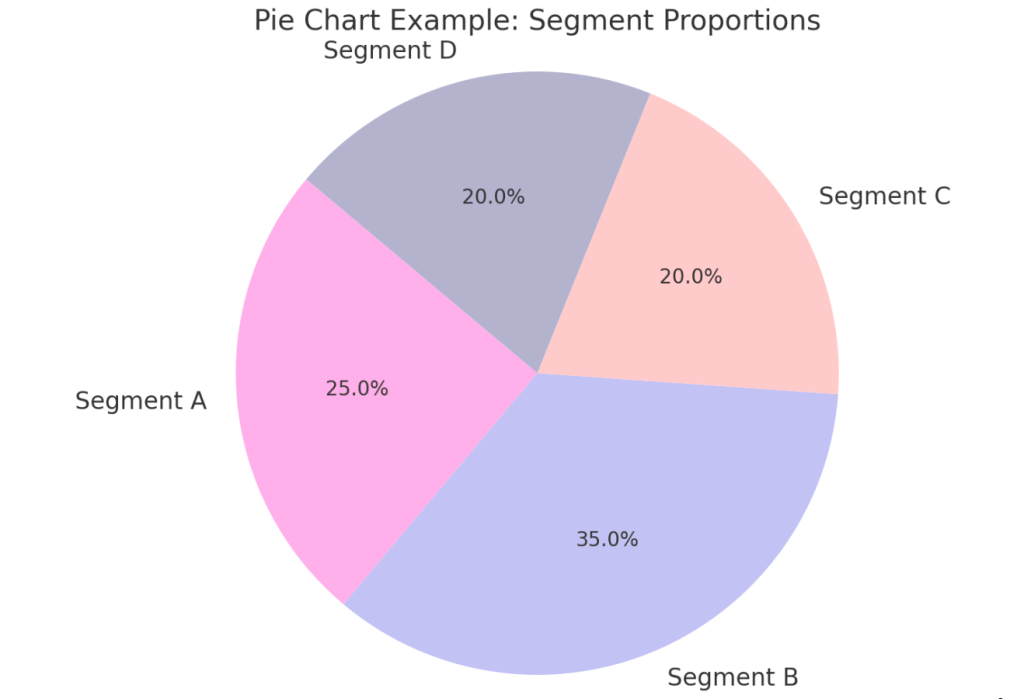 Pie Chart Example: Segment Proportions
Segment D
20.0%
Segment C
20.0%
Segment A
25.0%
35.0%
Segment B